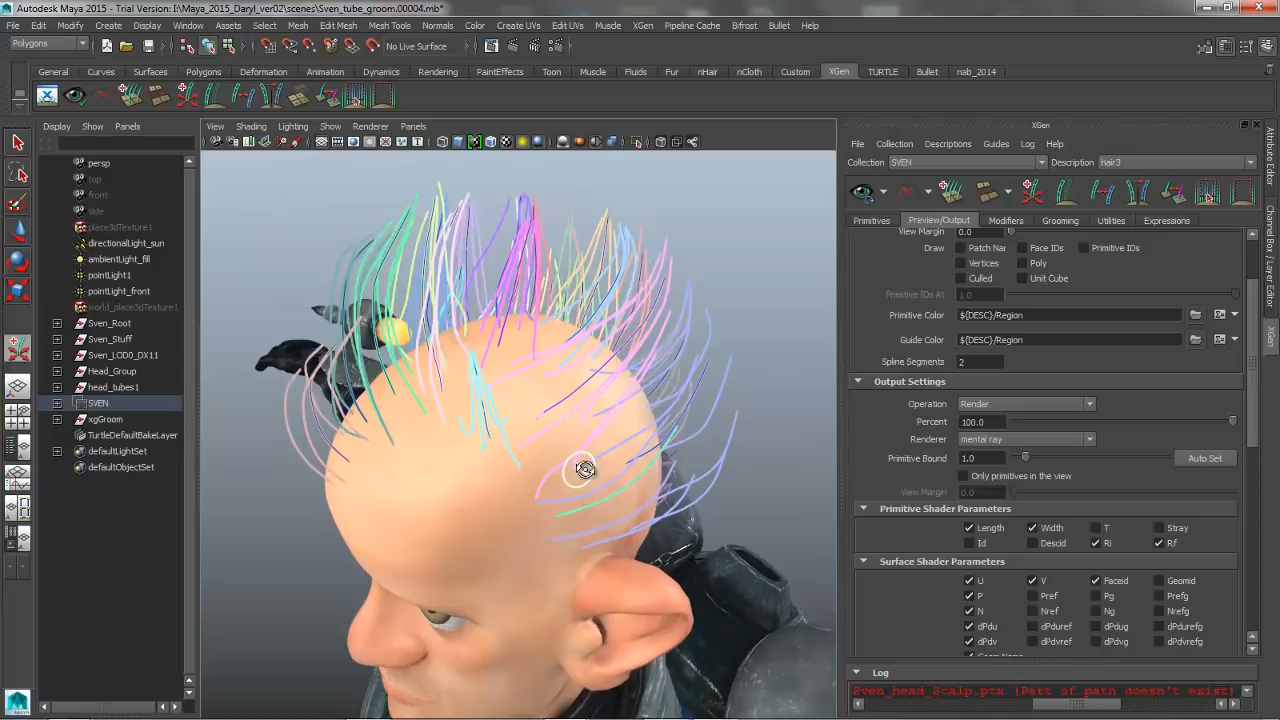 Autodesk Maya 2015 - Trial Version: I:\Maya_2015_Daryl_ver02\scenes\Sven_tube_groom.00004.mb*
File Edit Modify Create Display Window Assets Select Mesh Edit Mesh Mesh Tools Normals Color Create UVs Edit UVs Muscle XGen Pipeline Cache Bifrost Bullet Help
Polygons No Live Surface
General Curves Surfaces Polygons Deformation Animation Dynamics Rendering PaintEffects Toon Muscle Fluids Fur nHair nCloth Custom XGen TURTLE Bullet nab_2014
Display Show Panels
View Shading Lighting Show Renderer Panels
XGen
File Collection Descriptions Guides Log Help
Collection SVEN Description hair3
Primitives Preview/Output Modifiers Grooming Utilities Expressions
persp
top
front
side
place3dTexture1
directionalLight_sun
ambientLight_fill
pointLight1
pointLight_front
world_place3dTexture1
Sven_Root
Sven_Stuff
Sven_LOD0_DX11
Head_Group
head_tubes1
SVEN
xgGroom
TurtleDefaultBakeLayer
defaultLightSet
defaultObjectSet
View Margin 0.0
Draw Patch Nar Face IDs Primitive IDs
Vertices Poly
Culled Unit Cube
Primitive IDs At 1.0
Primitive Color ${DESC}/Region
Guide Color ${DESC}/Region
Spline Segments 2
Output Settings
Operation Render
Percent 100.0
Renderer mental ray
Primitive Bound 1.0 Auto Set
Only primitives in the view
View Margin 0.0
Primitive Shader Parameters
Length Width T Stray
Id Descid Ri Rf
Surface Shader Parameters
U V Faceid Geomid
P Pref Pg Prefg
N Nref Ng Nrefg
dPdu dPduref dPdug dPdurefg
dPdv dPdvref dPdvg dPdvrefg
Log
Sven_head_Scalp.ptx (Part of path doesn't exist)
Attribute Editor
Channel Box / Layer Editor
XGen